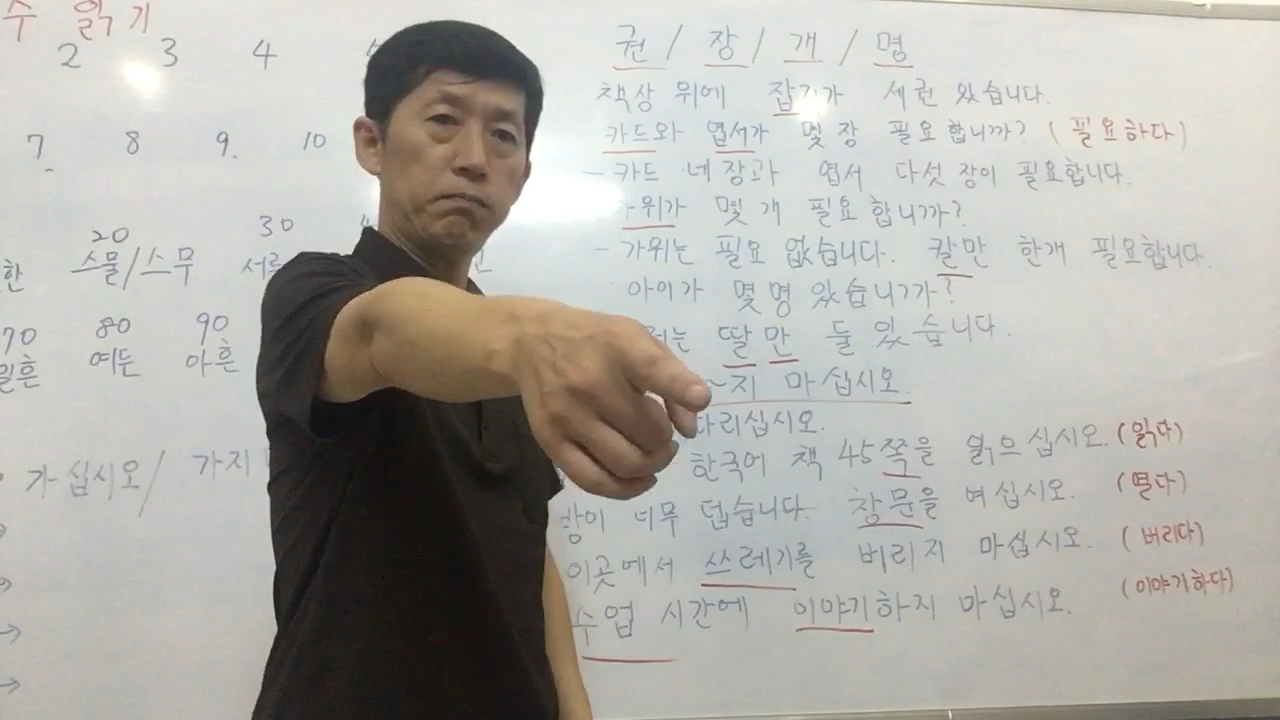 수 읽기
2 3 4
7 8 9. 10
20 30
한 스물/스무
70 80 90
일흔 여든 아흔
가십시오/ 가지
권 / 장 / 개 / 명
책상 위에 잡지가 세권 있습니다.
카드와 엽서가 몇 장 필요합니까? (필요하다)
- 카드 네 장과 엽서 다섯 장이 필요합니다.
가위가 몇 개 필요합니까?
- 가위는 필요 없습니다. 칼만 한개 필요합니다.
아이가 몇 명 있습니까?
딸만 둘 있습니다.
~지 마십시오.
다리십시오.
한국어 책 45쪽을 읽으십시오. (읽다)
방이 너무 덥습니다. 창문을 여십시오. (열다)
이곳에서 쓰레기를 버리지 마십시오. (버리다)
수업 시간에 이야기하지 마십시오. (이야기하다)